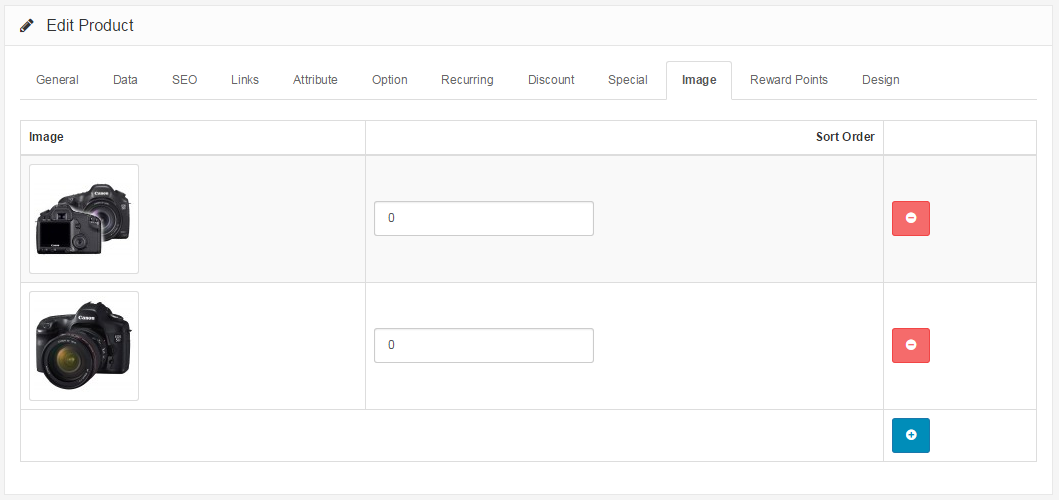 Edit Product
General Data SEO Links Attribute Option Recurring Discount Special Image Reward Points Design
Image Sort Order
Canon
Canon
0
Canon
0